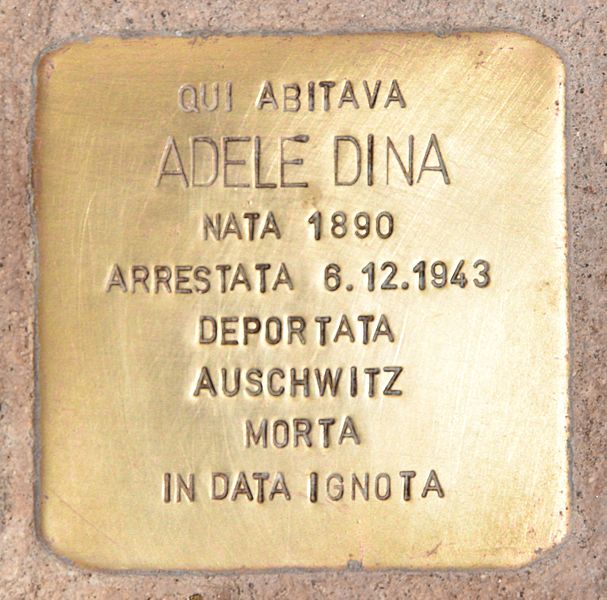 QUI ABITAVA
ADELE DINA
NATA 1890
ARRESTATA 6.12.1943
DEPORTATA
AUSCHWITZ
MORTA
IN DATA IGNOTA